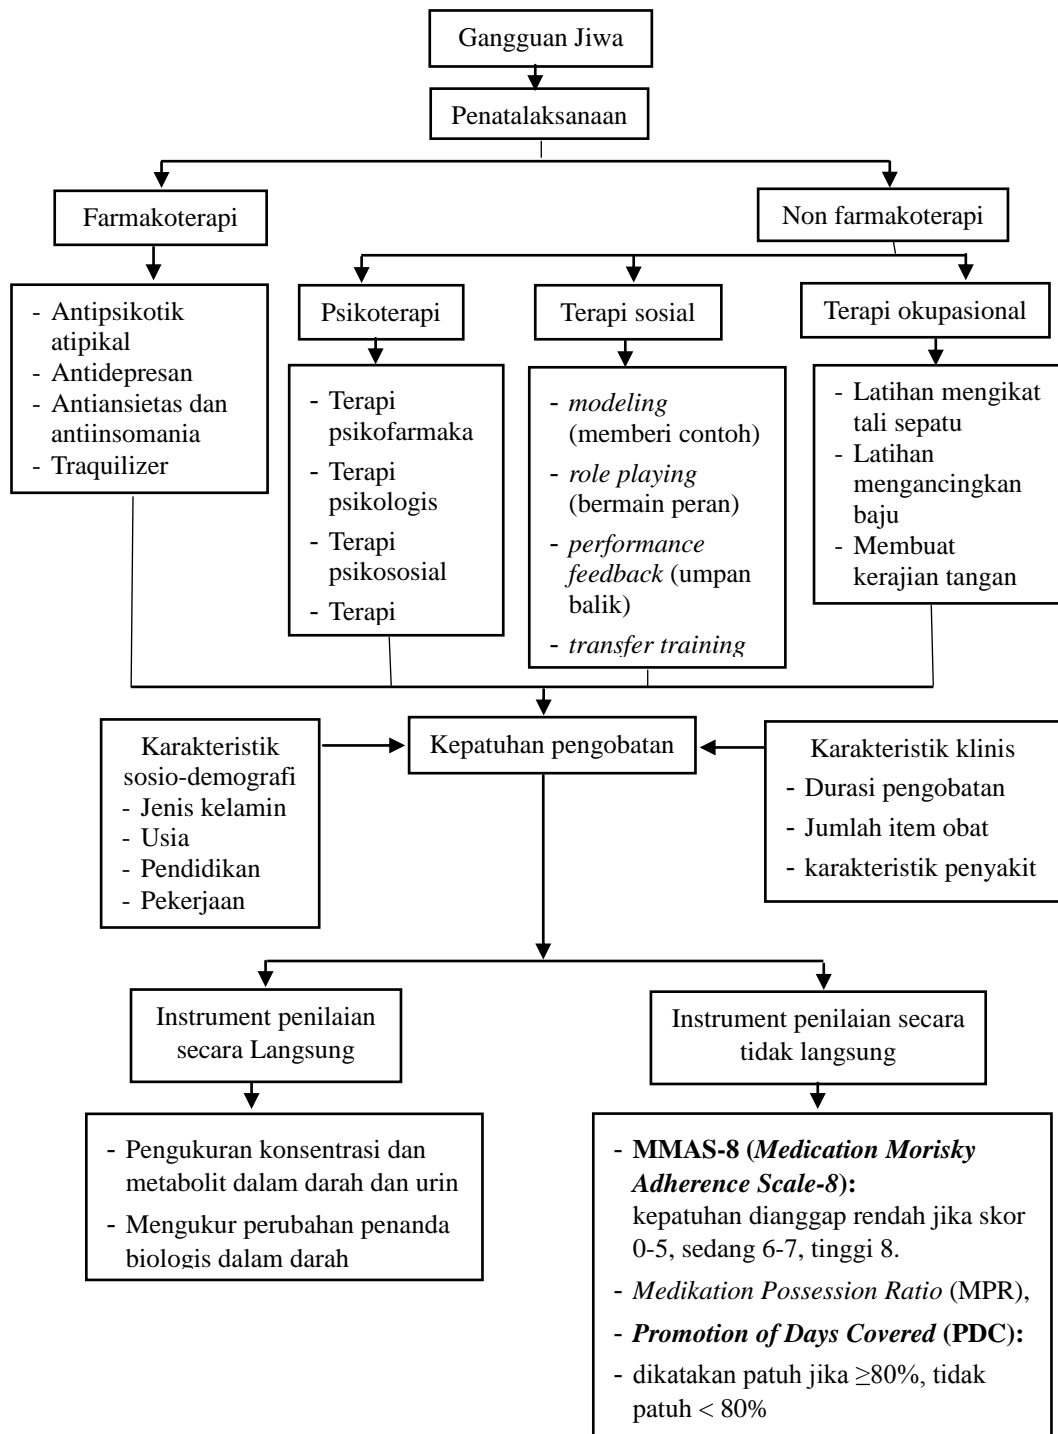 Gangguan Jiwa
Penatalaksanaan
Farmakoterapi
Non farmakoterapi
- Antipsikotik
atipikal
- Antidepresan
- Antiansietas dan
antiinsomania
- Traquilizer
Psikoterapi
Terapi sosial
Terapi okupasional
- Terapi
psikofarmaka
- Terapi
psikologis
- Terapi
psikososial
- Terapi
- modeling
(memberi contoh)
- role playing
(bermain peran)
- performance
feedback (umpan
balik)
- transfer training
- Latihan mengikat
tali sepatu
- Latihan
mengancingkan
baju
- Membuat
kerajian tangan
Karakteristik
sosio-demografi
- Jenis kelamin
- Usia
- Pendidikan
- Pekerjaan
Kepatuhan pengobatan
Karakteristik klinis
- Durasi pengobatan
- Jumlah item obat
- karakteristik penyakit
Instrument penilaian
secara Langsung
Instrument penilaian secara
tidak langsung
- Pengukuran konsentrasi dan
metabolit dalam darah dan urin
- Mengukur perubahan penanda
biologis dalam darah
- MMAS-8 (Medication Morisky
Adherence Scale-8):
kepatuhan dianggap rendah jika skor
0-5, sedang 6-7, tinggi 8.
- Medikation Possession Ratio (MPR),
- Promotion of Days Covered (PDC):
- dikatakan patuh jika ≥80%, tidak
patuh < 80%